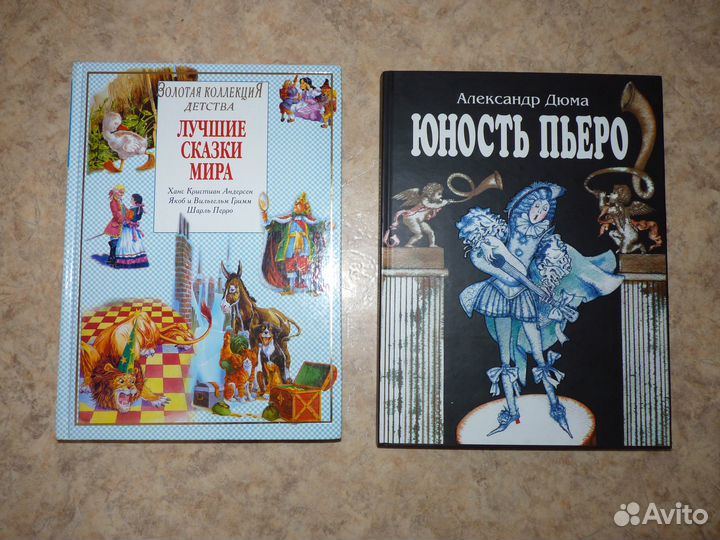 ЗОЛОТАЯ КОЛЛЕКЦИЯ
ДЕТСТВА
ЛУЧШИЕ
СКАЗКИ
МИРА
Ханс Кристиан Андерсен
Якоб и Вильгельм Гримм
Шарль Перро
Александр Дюма
ЮНОСТЬ ПЬЕРО
Avito